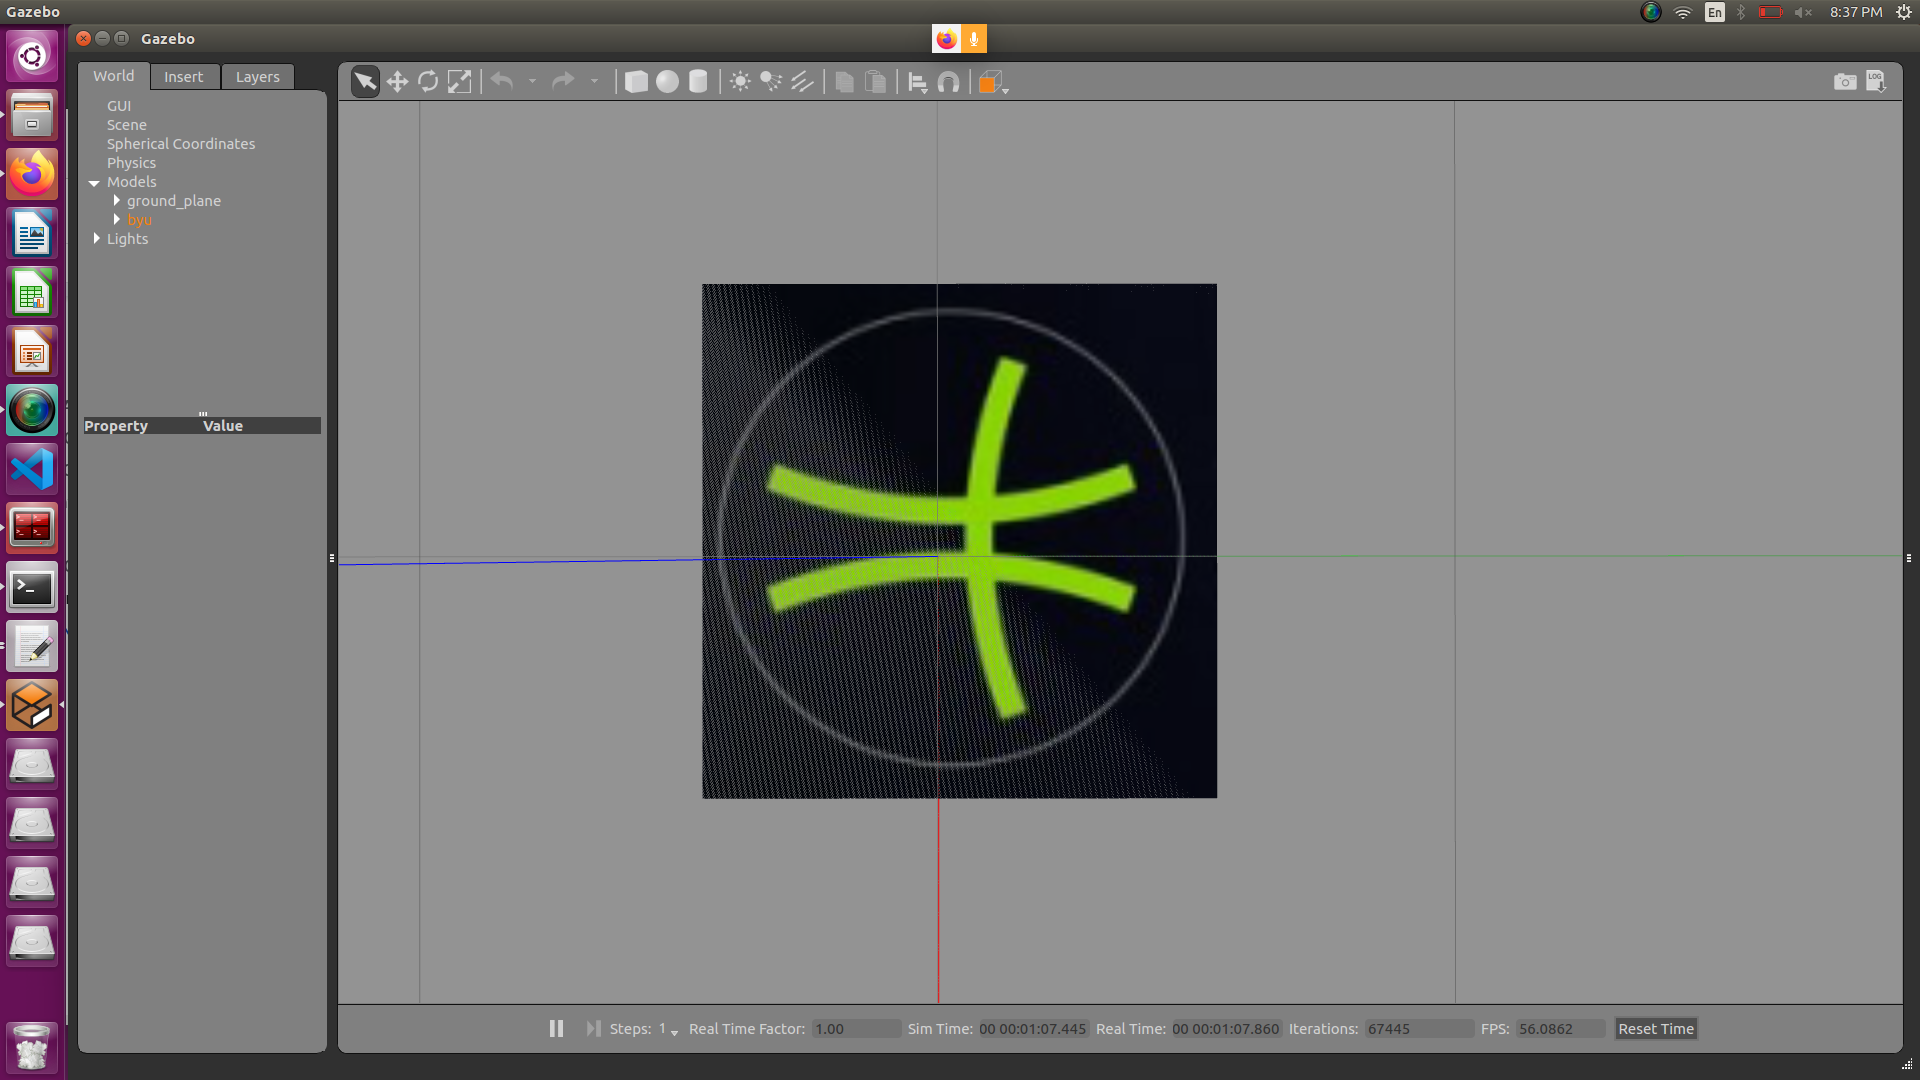 Gazebo
En
8:37 PM
Gazebo
World Insert Layers
LOG
GUI
Scene
Spherical Coordinates
Physics
Models
ground_plane
byu
Lights
Property Value
Steps: 1 Real Time Factor: 1.00 Sim Time: 00 00:01:07.445 Real Time: 00 00:01:07.860 Iterations: 67445 FPS: 56.0862 Reset Time